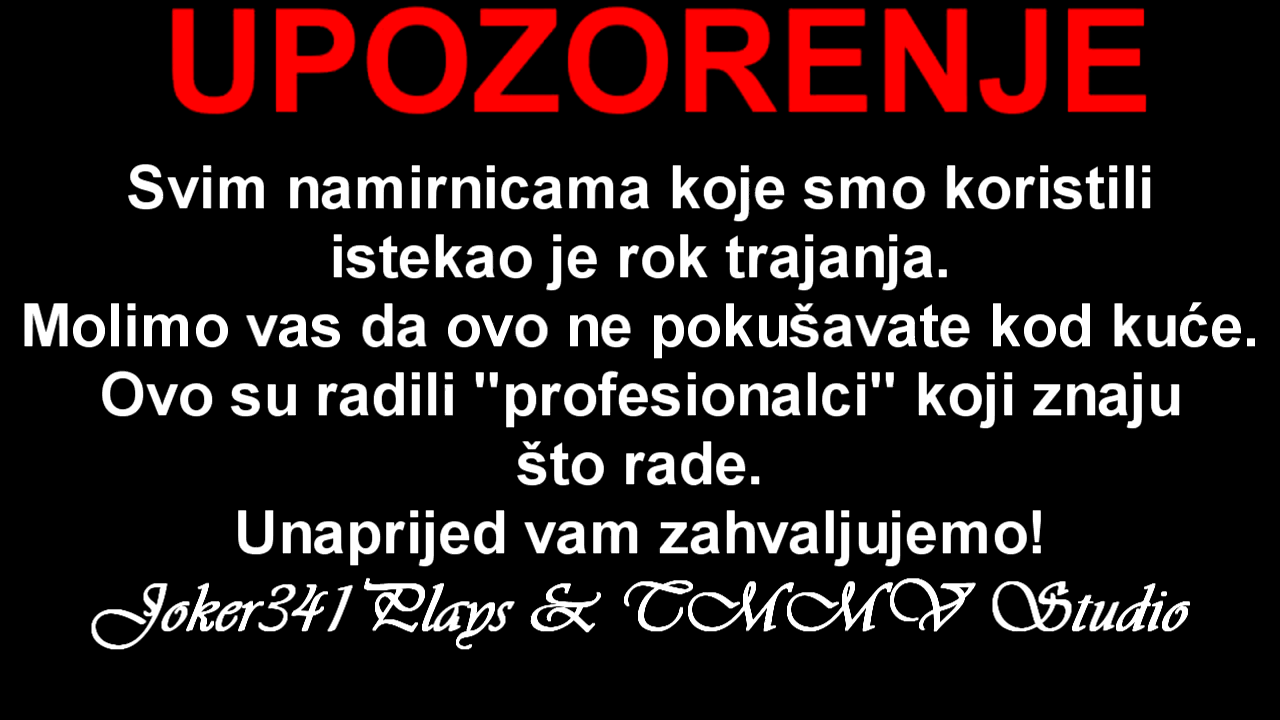 UPOZORENJE
Svim namirnicama koje smo koristili
istekao je rok trajanja.
Molimo vas da ovo ne pokušavate kod kuće.
Ovo su radili "profesionalci" koji znaju
što rade.
Unaprijed vam zahvaljujemo!
Joker341Plays & TMMV Studio